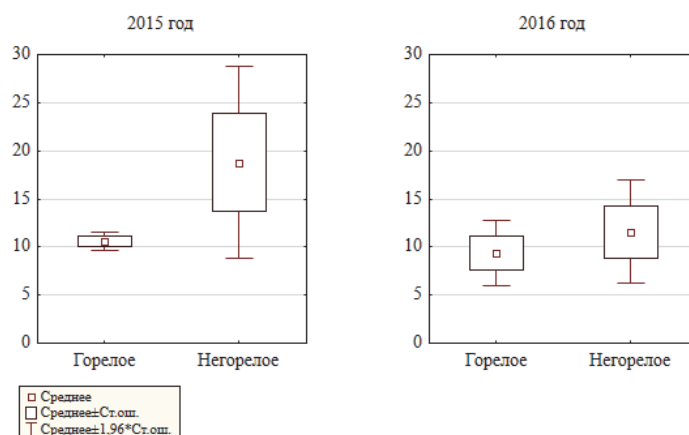 2015 год
2016 год
30
25
20
15
10
5
0
Горелое Негорелое
30
25
20
15
10
5
0
Горелое Негорелое
Среднее
Среднее±Ст.ош.
Среднее±1,96*Ст.ош.